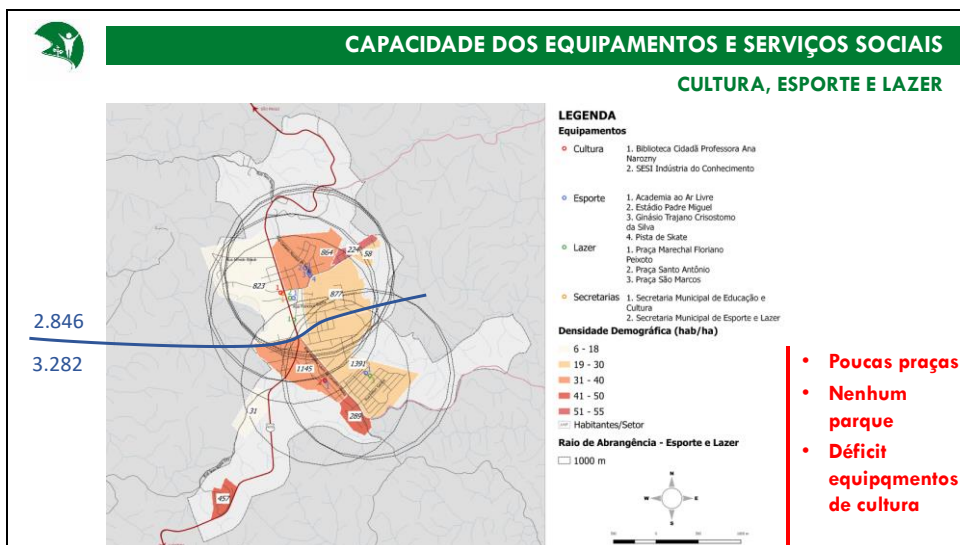 CAPACIDADE DOS EQUIPAMENTOS E SERVIÇOS SOCIAIS
CULTURA, ESPORTE E LAZER
LEGENDA
Equipamentos
Cultura
1. Biblioteca Cidadã Professora Ana
Narozny
2. SESI Indústria do Conhecimento
Esporte
1. Academia ao Ar Livre
2. Estádio Padre Miguel
3. Ginásio Trajano Crisostomo
da Silva
4. Pista de Skate
Lazer
1. Praça Marechal Floriano
Peixoto
2. Praça Santo Antônio
3. Praça São Marcos
Secretarias
1. Secretaria Municipal de Educação e
Cultura
2. Secretaria Municipal de Esporte e Lazer
Densidade Demográfica (hab/ha)
6 - 18
19 - 30
31 - 40
41 - 50
51 - 55
Habitantes/Setor
Raio de Abrangência - Esporte e Lazer
1000 m
N
W
E
S
864
224
58
823
877
2.846
3.282
1145
1391
31
289
457
• Poucas praças
• Nenhum
parque
• Déficit
equipqmentos
de cultura